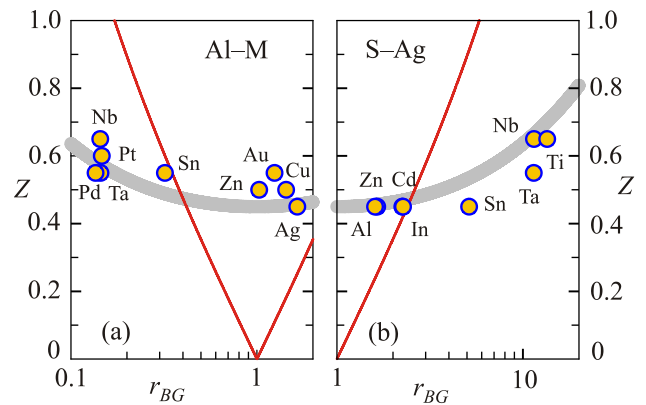 1.0 Al–M S–Ag 1.0
0.8 0.8
Nb Nb
0.6 Pt Sn Au Cu Zn Cd Ti 0.6
Z Pd Ta Zn Sn Ta Z
0.4 Ag Al In 0.4
0.2 0.2
0 (a) (b) 0
0.1 1 1 10
r_BG r_BG